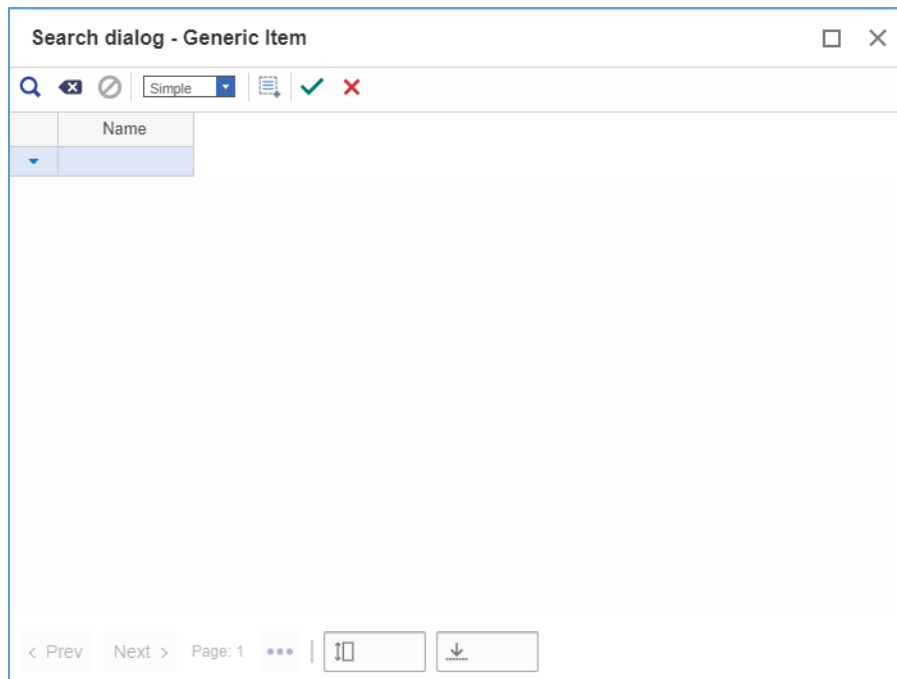 Search dialog - Generic Item
Simple
Name
< Prev Next > Page: 1 •••